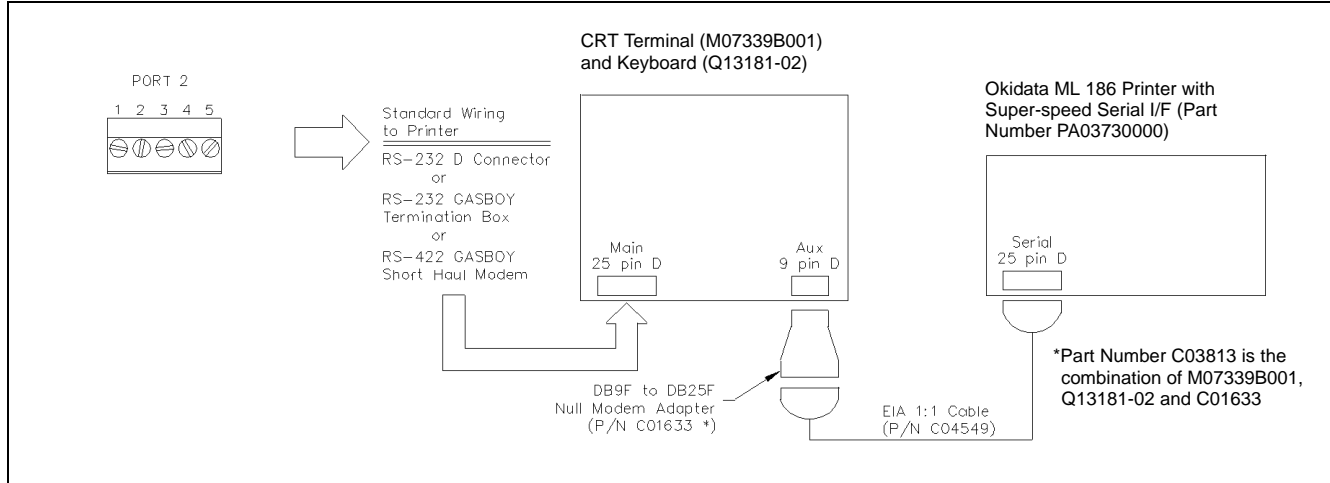 CRT Terminal (M07339B001)
and Keyboard (Q13181-02)
PORT 2
1 2 3 4 5
Standard Wiring
to Printer
RS-232 D Connector
or
RS-232 GASBOY
Termination Box
or
RS-422 GASBOY
Short Haul Modem
Main
25 pin D
Aux
9 pin D
Okidata ML 186 Printer with
Super-speed Serial I/F (Part
Number PA03730000)
Serial
25 pin D
DB9F to DB25F
Null Modem Adapter
(P/N C01633 *)
EIA 1:1 Cable
(P/N C04549)
*Part Number C03813 is the
combination of M07339B001,
Q13181-02 and C01633